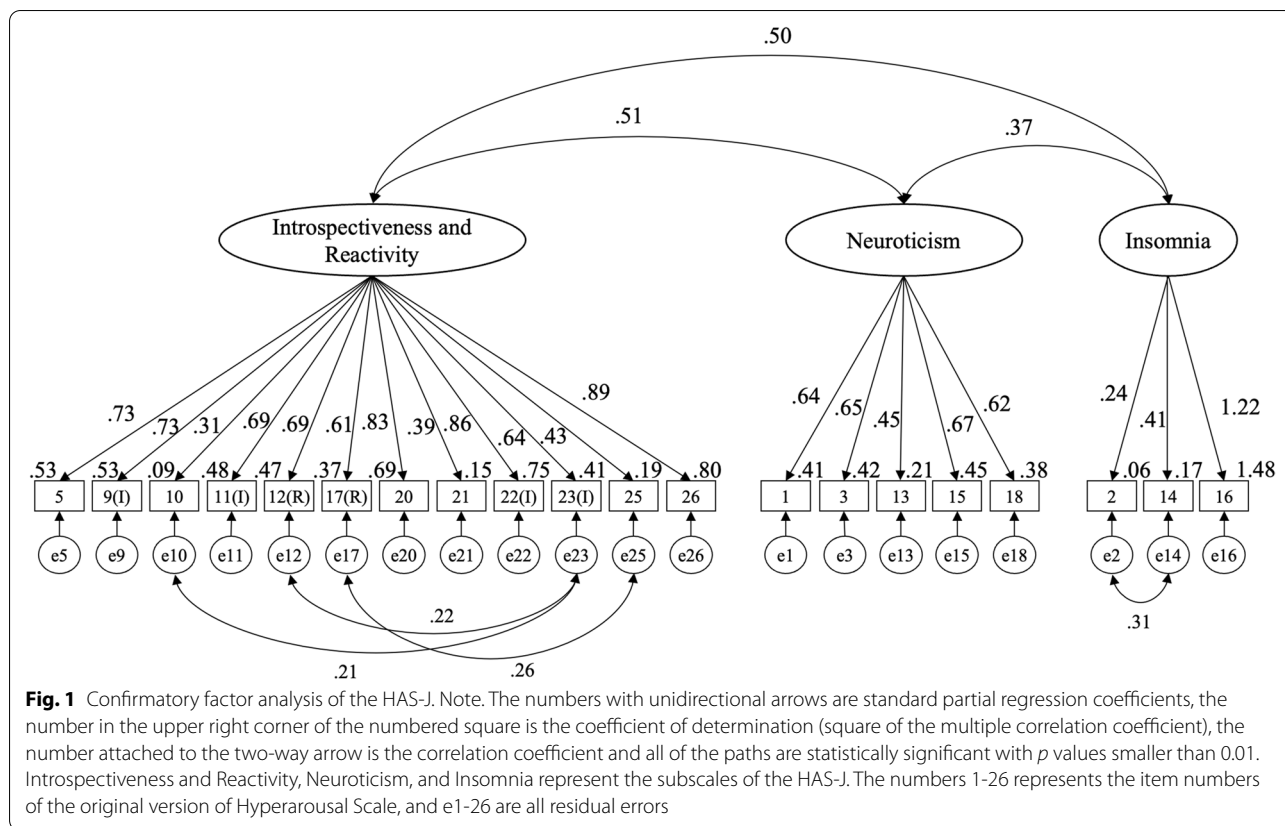 .50
.51
.37
Introspectiveness and
Reactivity
Neuroticism
Insomnia
.73 .73 .31 .69 .69 .61 .83 .39 .86 .64 .43 .89
.64 .65 .45 .67 .62
.24 .41 1.22
.53 .53 .09 .48 .47 .37 .69 .15 .75 .41 .19 .80
.41 .42 .21 .45 .38
.06 .17 1.48
5 9(I) 10 11(I) 12(R) 17(R) 20 21 22(I) 23(I) 25 26
1 3 13 15 18
2 14 16
e5 e9 e10 e11 e12 e17 e20 e21 e22 e23 e25 e26
e1 e3 e13 e15 e18
e2 e14 e16
.22
.31
.21
.26
Fig. 1 Confirmatory factor analysis of the HAS-J. Note. The numbers with unidirectional arrows are standard partial regression coefficients, the
number in the upper right corner of the numbered square is the coefficient of determination (square of the multiple correlation coefficient), the
number attached to the two-way arrow is the correlation coefficient and all of the paths are statistically significant with p values smaller than 0.01.
Introspectiveness and Reactivity, Neuroticism, and Insomnia represent the subscales of the HAS-J. The numbers 1-26 represents the item numbers
of the original version of Hyperarousal Scale, and e1-26 are all residual errors